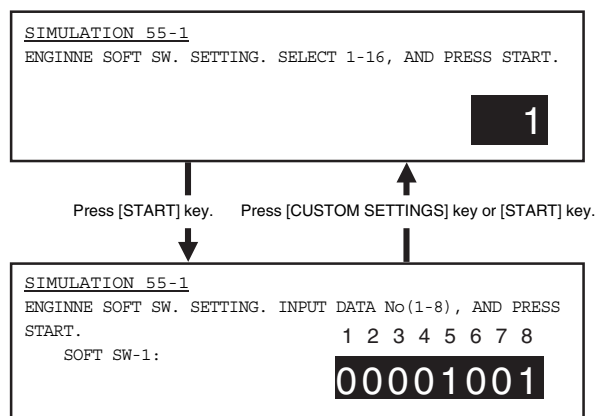 SIMULATION 55-1
ENGINNE SOFT SW. SETTING. SELECT 1-16, AND PRESS START.
1
Press [START] key.
Press [CUSTOM SETTINGS] key or [START] key.
SIMULATION 55-1
ENGINNE SOFT SW. SETTING. INPUT DATA No(1-8), AND PRESS
START.
1 2 3 4 5 6 7 8
SOFT SW-1:
00001001